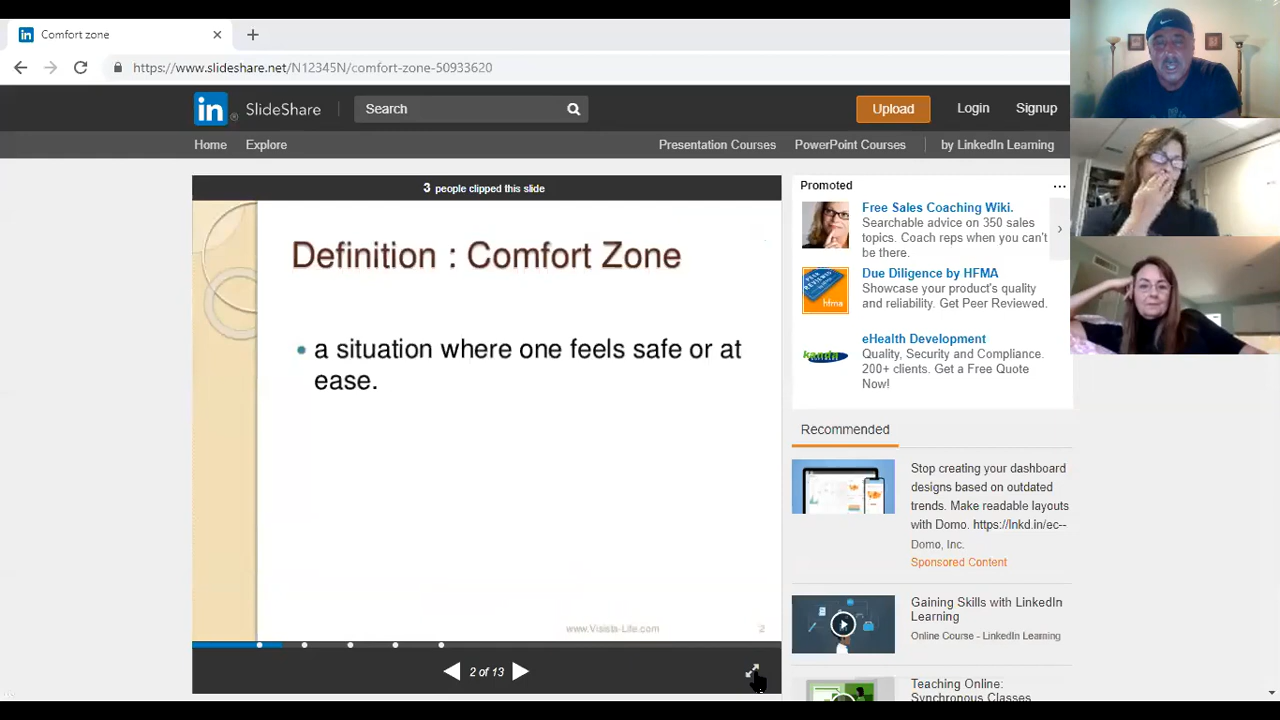 Comfort zone
https://www.slideshare.net/N12345N/comfort-zone-50933620
in SlideShare
Search
Upload
Login
Signup
Home
Explore
Presentation Courses
PowerPoint Courses
by LinkedIn Learning
3 people clipped this slide
Definition : Comfort Zone
• a situation where one feels safe or at
ease.
www.Visista-Life.com
2
2 of 13
Promoted
Free Sales Coaching Wiki.
Searchable advice on 350 sales
topics. Coach reps when you can't
be there.
Due Diligence by HFMA
Showcase your product's quality
and reliability. Get Peer Reviewed.
hfma
eHealth Development
Quality, Security and Compliance.
200+ clients. Get a Free Quote
Now!
Recommended
Stop creating your dashboard
designs based on outdated
trends. Make readable layouts
with Domo. https://lnkd.in/ec--
Domo, Inc.
Sponsored Content
Gaining Skills with LinkedIn
Learning
Online Course - LinkedIn Learning
Teaching Online:
Synchronous Classes